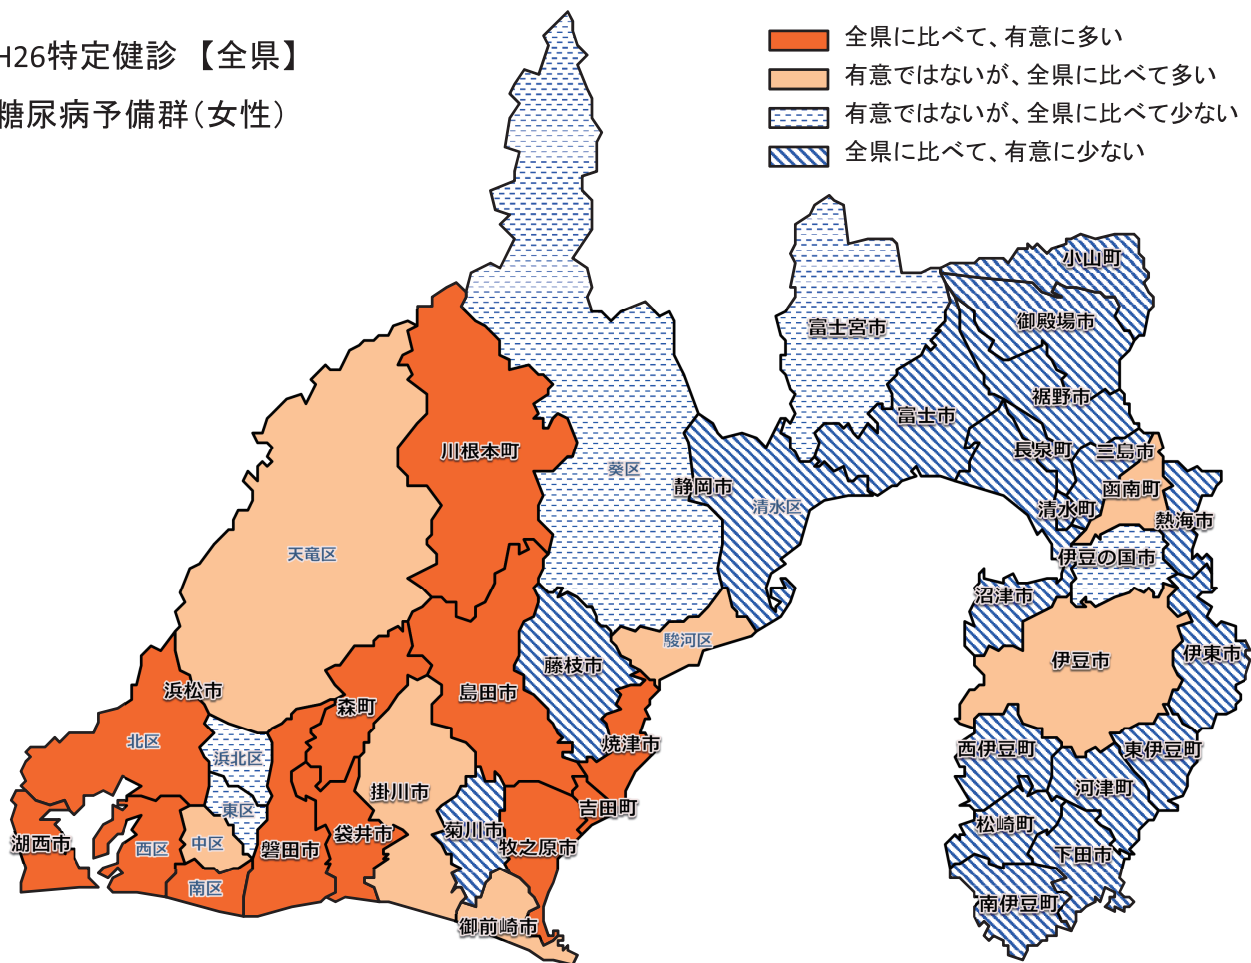 H26特定健診 【全県】
糖尿病予備群(女性)
全県に比べて、有意に多い
有意ではないが、全県に比べて多い
有意ではないが、全県に比べて少ない
全県に比べて、有意に少ない
小山町
御殿場市
富士宮市
裾野市
富士市
長泉町
三島市
函南町
清水町
熱海市
伊豆の国市
沼津市
川根本町
葵区
静岡市
清水区
天竜区
駿河区
藤枝市
伊豆市
伊東市
浜松市
島田市
森町
北区
浜北区
焼津市
西伊豆町
東伊豆町
河津町
掛川市
吉田町
東区
松崎町
湖西市
西区
中区
磐田市
袋井市
菊川市
牧之原市
下田市
南区
御前崎市
南伊豆町